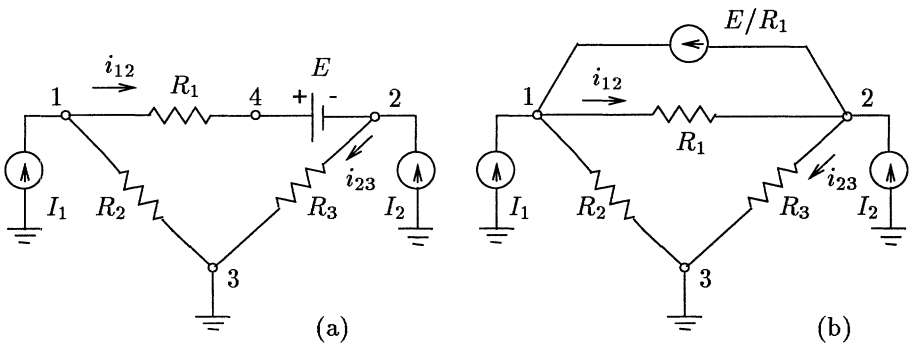 E/R₁
i₁₂
E
i₁₂
R₁
1
4
+
-
2
1
2
R₁
I₁
R₂
R₃
i₂₃
I₂
I₁
R₂
R₃
i₂₃
I₂
3
3
(a)
(b)